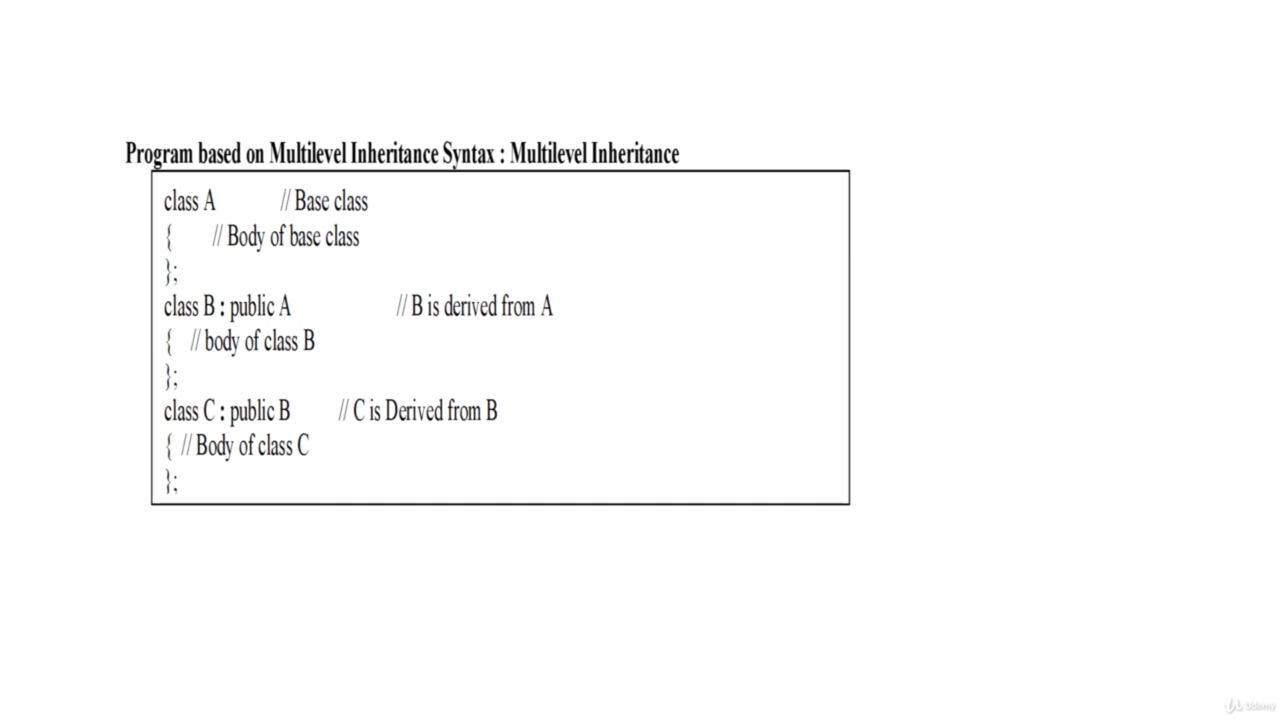 Program based on Multilevel Inheritance Syntax : Multilevel Inheritance
class A // Base class
{ // Body of base class
};
class B : public A // B is derived from A
{ // body of class B
};
class C : public B // C is Derived from B
{ // Body of class C
};
Udemy